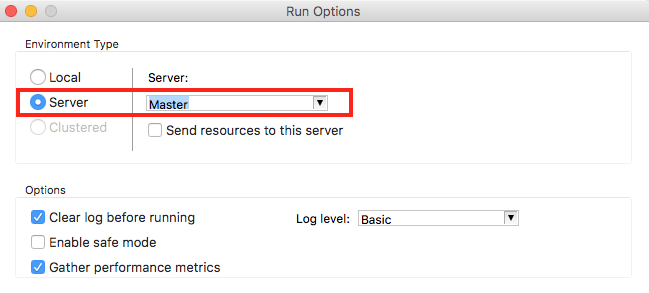 Run Options
Environment Type
Local
Server:
Server
Master
Clustered
Send resources to this server
Options
Clear log before running
Log level:
Basic
Enable safe mode
Gather performance metrics